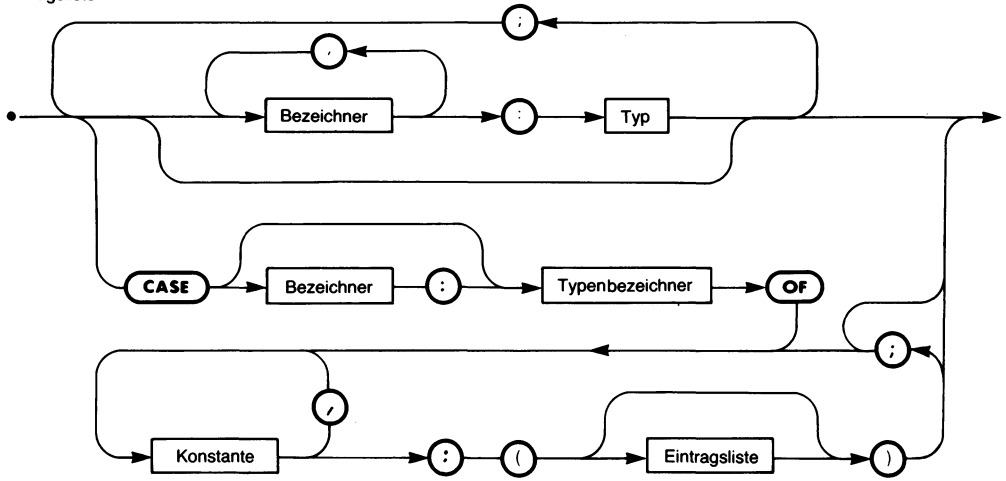 ;
,
Bezeichner : Typ
CASE Bezeichner : Typenbezeichner OF
;
,
Konstante : ( Eintragsliste )